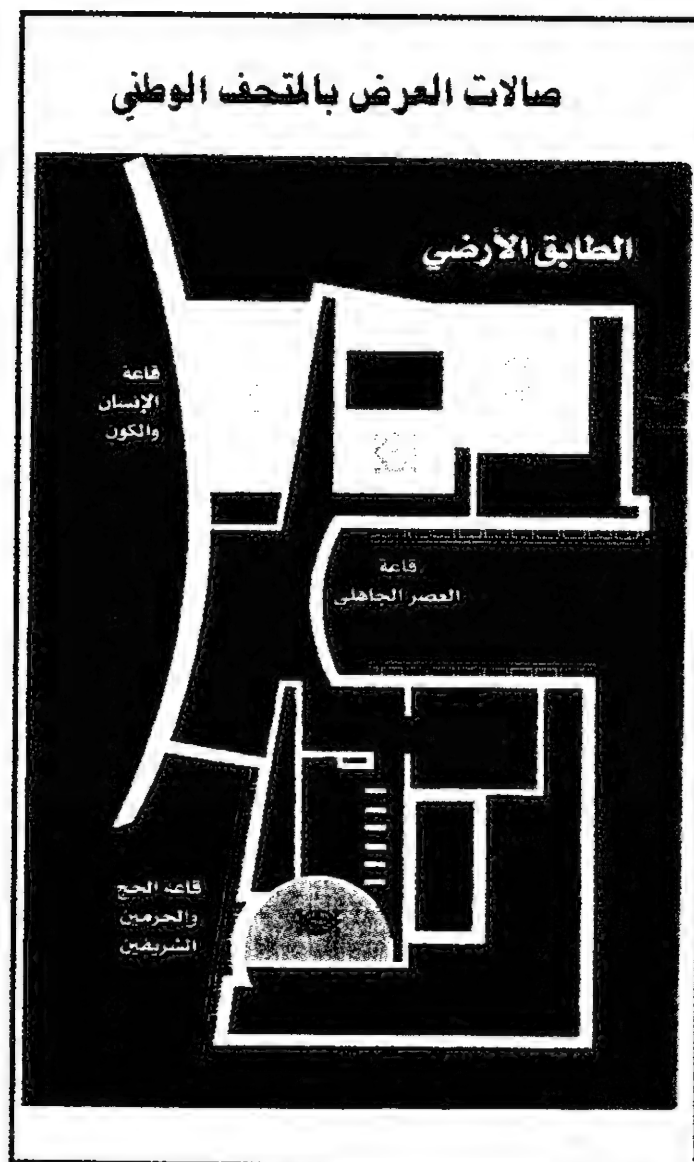 صالات العرض بالمتحف الوطني
الطابق الأرضي
قاعة
الإنسان
والكون
قاعة
العصر الجاهلي
قاعة الحج
والحرمين
الشريفين